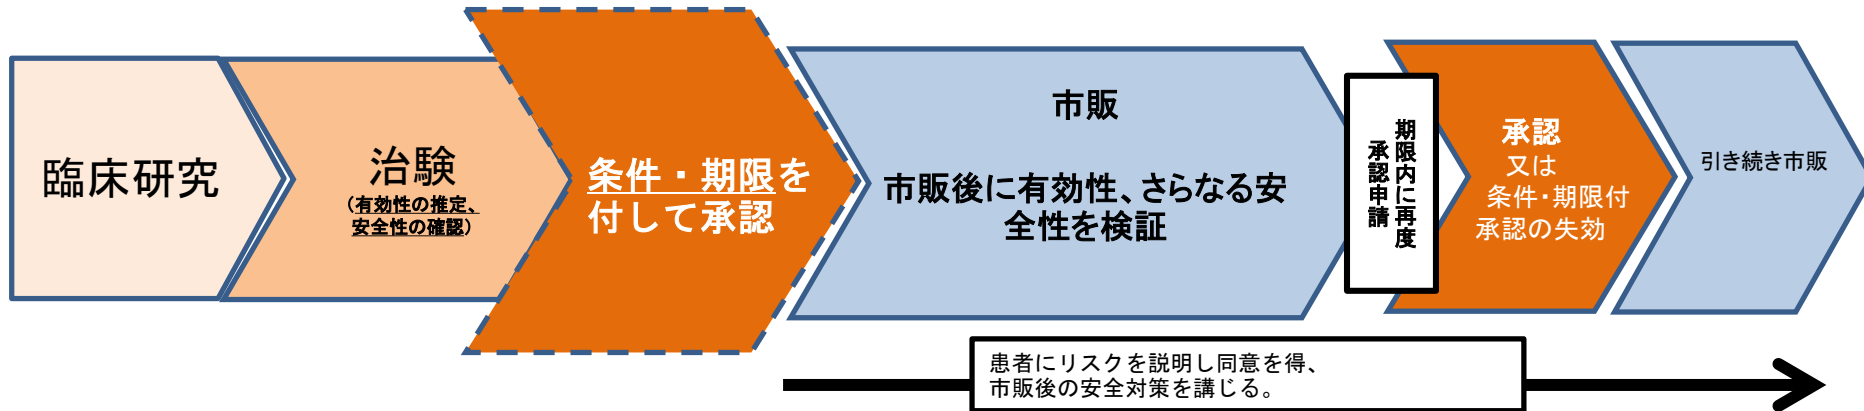 臨床研究
治験
（有効性の推定、
安全性の確認）
条件・期限を
付して承認
市販
市販後に有効性、さらなる安
全性を検証
期限内に再度
承認申請
承認
又は
条件・期限付
承認の失効
引き続き市販
患者にリスクを説明し同意を得、
市販後の安全対策を講じる。